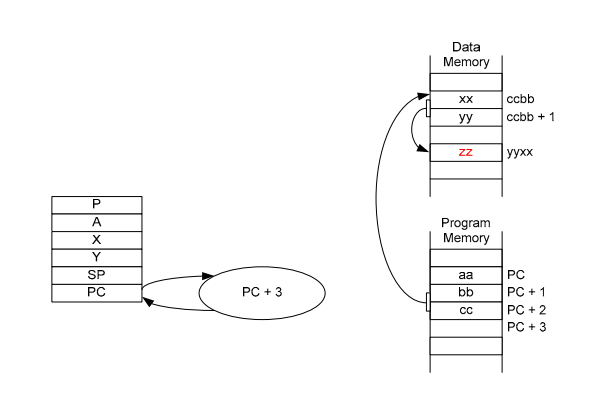 Data
Memory
xx ccbb
yy ccbb + 1
zz yyxx
P
A
X
Y
SP
PC
PC + 3
Program
Memory
aa PC
bb PC + 1
cc PC + 2
PC + 3